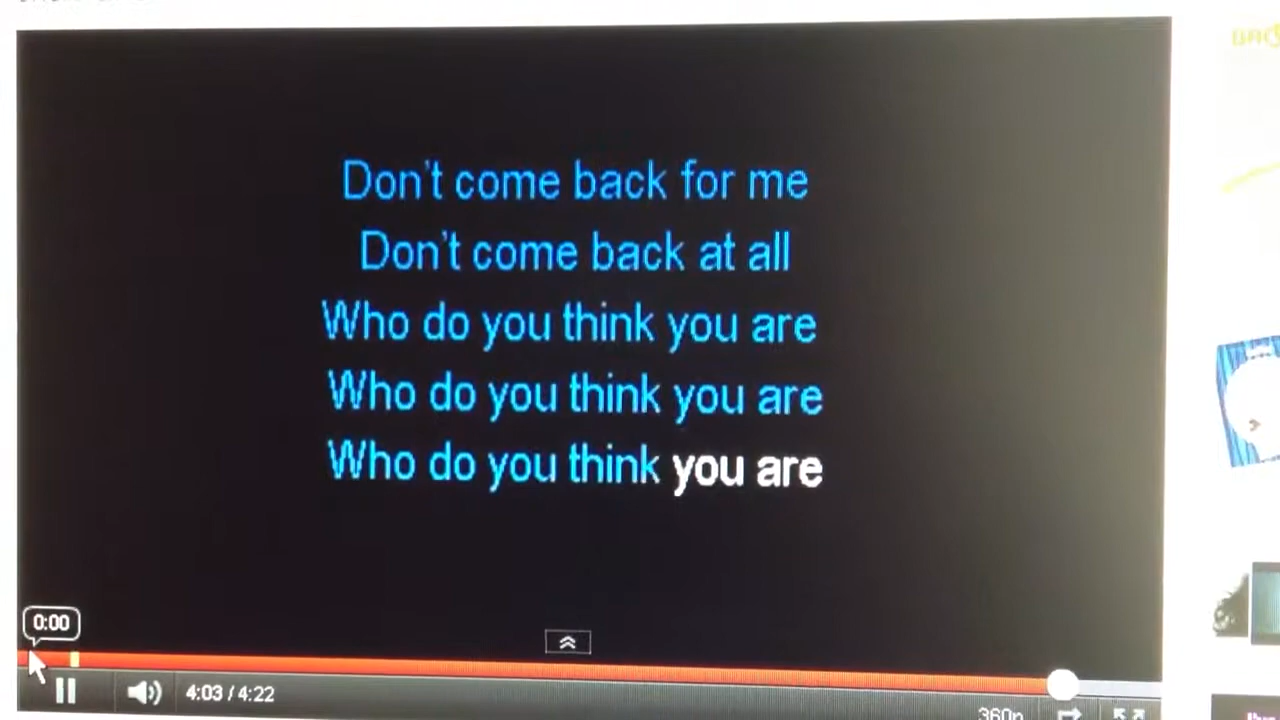 Don't come back for me
Don't come back at all
Who do you think you are
Who do you think you are
Who do you think you are
0:00
4:03 / 4:22
360p